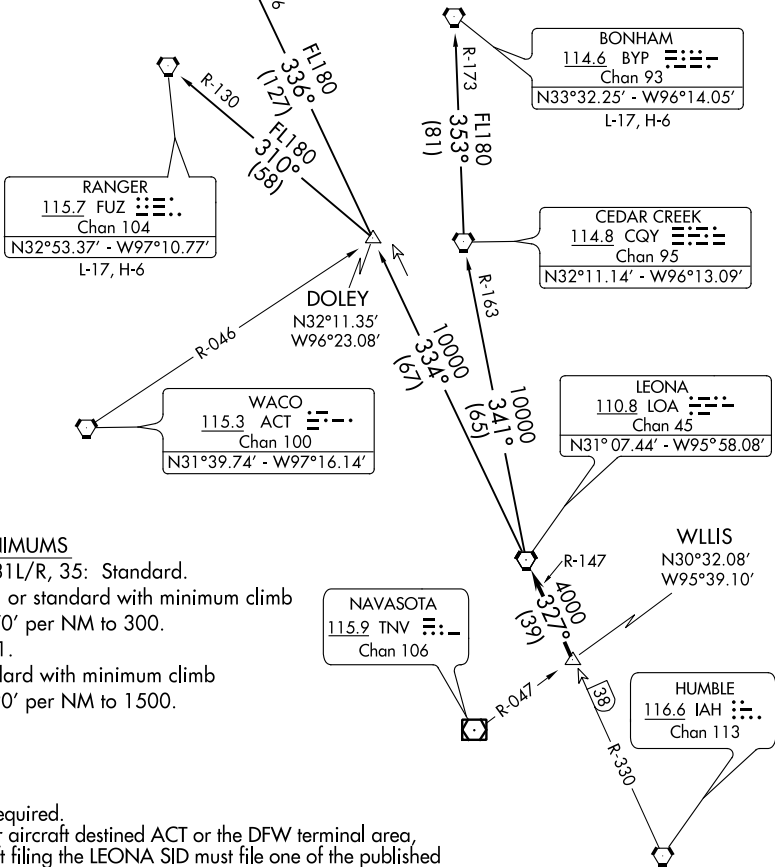 6
FL180
336°
(127)
R-130
FL180
310°
(58)
R-173
FL180
353°
(81)
BONHAM
114.6 BYP
Chan 93
N33°32.25′ - W96°14.05′
L-17, H-6
RANGER
115.7 FUZ
Chan 104
N32°53.37′ - W97°10.77′
L-17, H-6
CEDAR CREEK
114.8 CQY
Chan 95
N32°11.14′ - W96°13.09′
DOLEY
N32°11.35′
W96°23.08′
R-046
R-163
10000
334°
(67)
10000
341°
(65)
WACO
115.3 ACT
Chan 100
N31°39.74′ - W97°16.14′
LEONA
110.8 LOA
Chan 45
N31°07.44′ - W95°58.08′
NIMUMS
31L/R, 35: Standard.
or standard with minimum climb
0′ per NM to 300.
1.
dard with minimum climb
0′ per NM to 1500.
R-147
4000
327°
(39)
WLLIS
N30°32.08′
W95°39.10′
NAVASOTA
115.9 TNV
Chan 106
R-047
38
R-330
HUMBLE
116.6 IAH
Chan 113
equired.
r aircraft destined ACT or the DFW terminal area,
ft filing the LEONA SID must file one of the published